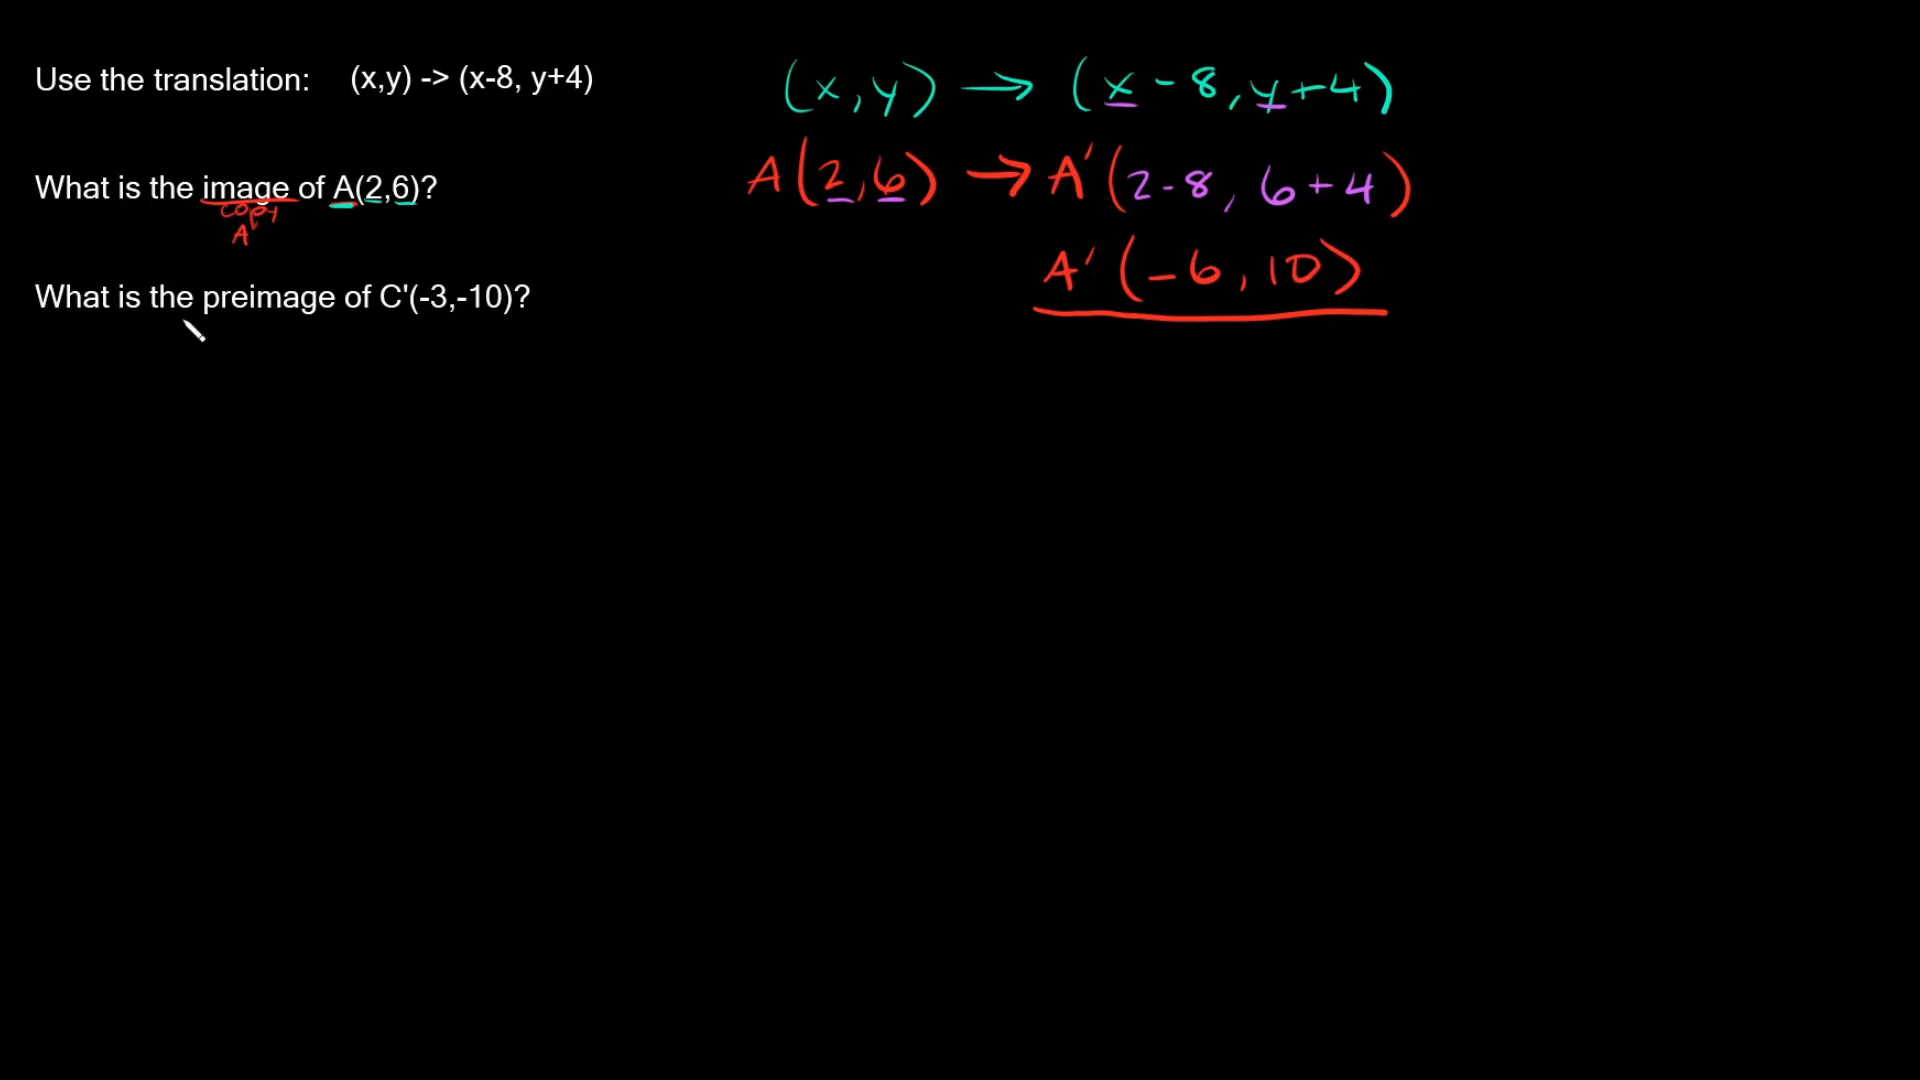 Use the translation: (x,y) -> (x-8, y+4)
What is the image of A(2,6)?
copy
A'
What is the preimage of C'(-3,-10)?
(x,y) → (x-8, y+4)
A(2,6) → A'(2-8, 6+4)
A'(-6,10)